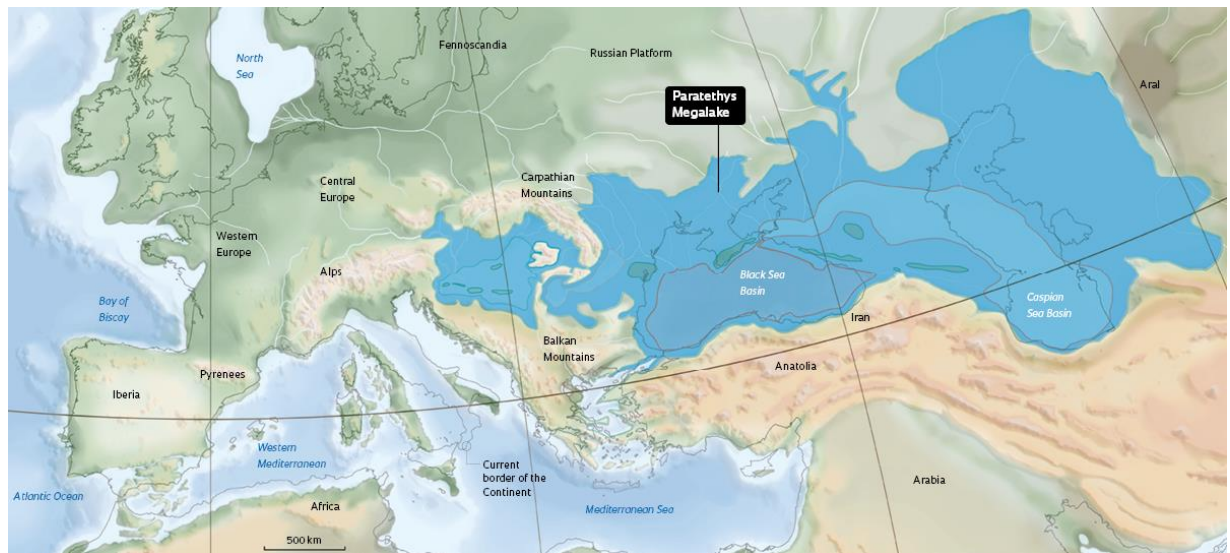 Fennoscandia
North
Sea
Russian Platform
Aral
Paratethys
Megalake
Carpathian
Mountains
Central
Europe
Western
Europe
Alps
Black Sea
Basin
Bay of
Biscay
Caspian
Sea Basin
Iran
Balkan
Mountains
Anatolia
Pyrenees
Iberia
Western
Mediterranean
Current
border of the
Continent
Arabia
Atlantic Ocean
Africa
Mediterranean Sea
500 km